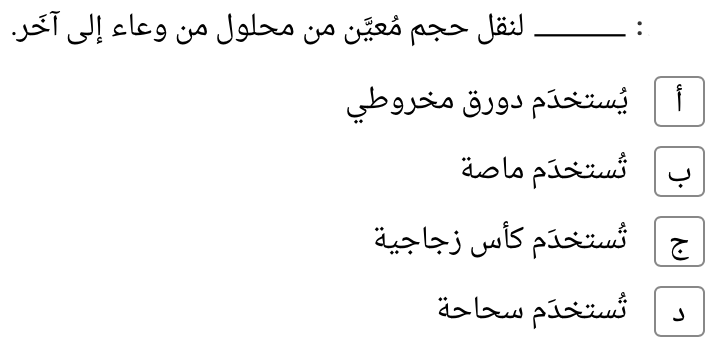 : ______ لنقل حجم مُعيَّن من محلول من وعاء إلى آخَر.
أ يُستخدَم دورق مخروطي
ب تُستخدَم ماصة
ج تُستخدَم كأس زجاجية
د تُستخدَم سحاحة